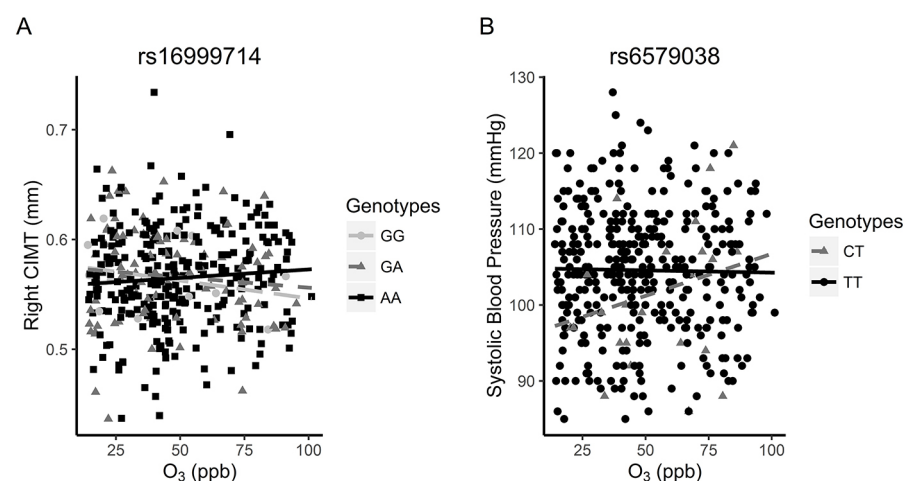 A
rs16999714
Right CIMT (mm)
0.7
0.6
0.5
25 50 75 100
O₃ (ppb)
Genotypes
GG
GA
AA
B
rs6579038
Systolic Blood Pressure (mmHg)
130
120
110
100
90
25 50 75 100
O₃ (ppb)
Genotypes
CT
TT